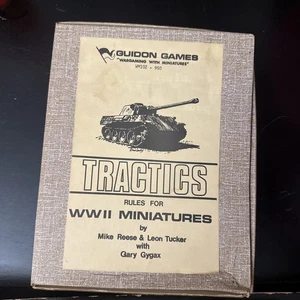 GUIDON GAMES
"WARGAMING WITH MINIATURES"
TRACTICS
RULES FOR
WWII MINIATURES
by
Mike Reese & Leon Tucker
with
Gary Gygax